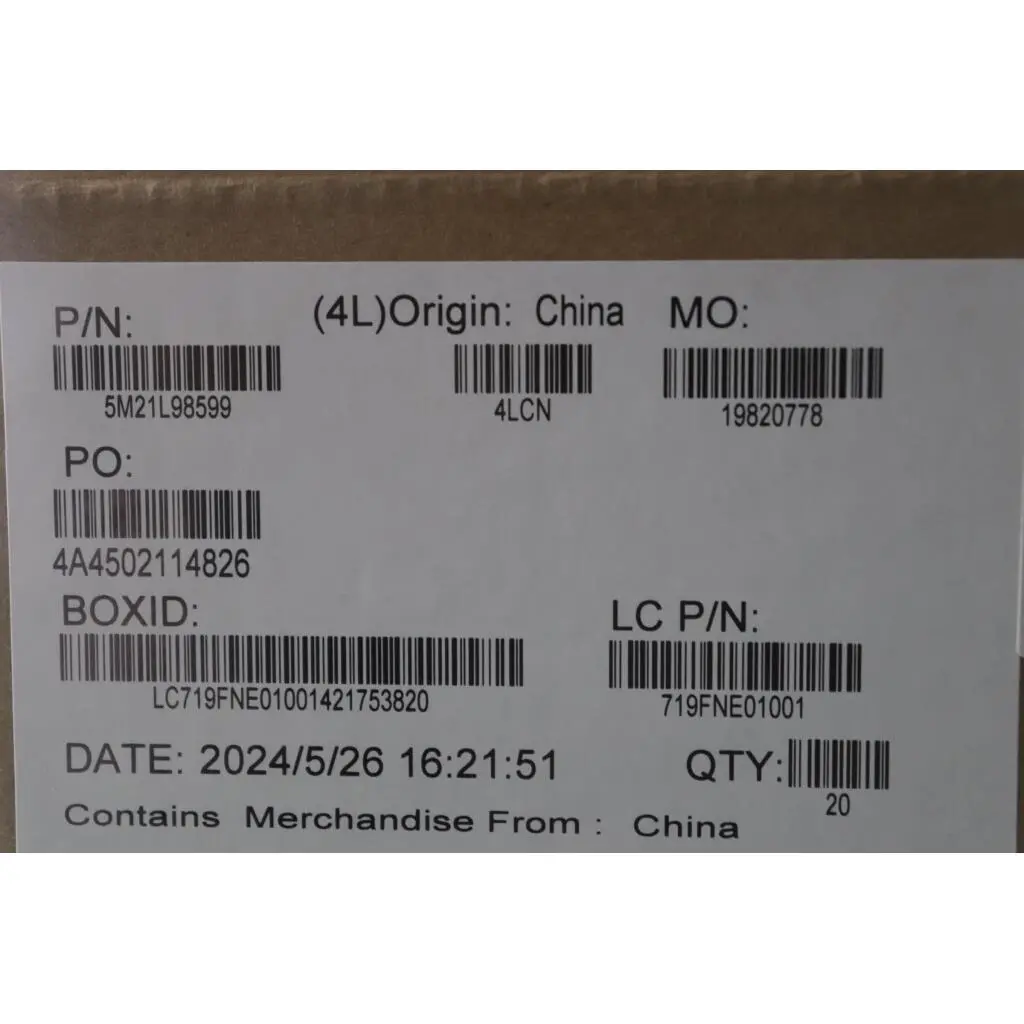 P/N: (4L)Origin: China MO:
5M21L98599 4LCN 19820778
PO:
4A4502114826
BOXID: LC P/N:
LC719FNE01001421753820 719FNE01001
DATE: 2024/5/26 16:21:51 QTY:
20
Contains Merchandise From : China